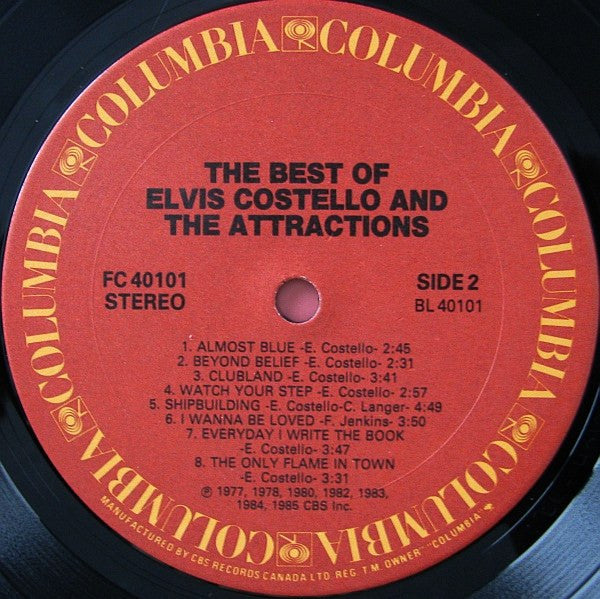 COLUMBIA COLUMBIA COLUMBIA COLUMBIA COLUMBIA COLUMBIA COLUMBIA COLUMBIA
THE BEST OF
ELVIS COSTELLO AND
THE ATTRACTIONS
FC 40101
STEREO
SIDE 2
BL 40101
1. ALMOST BLUE -E. Costello- 2:45
2. BEYOND BELIEF -E. Costello- 2:31
3. CLUBLAND -E. Costello- 3:41
4. WATCH YOUR STEP -E. Costello- 2:57
5. SHIPBUILDING -E. Costello-C. Langer- 4:49
6. I WANNA BE LOVED -F. Jenkins- 3:50
7. EVERYDAY I WRITE THE BOOK
-E. Costello- 3:47
8. THE ONLY FLAME IN TOWN
-E. Costello- 3:31
℗ 1977, 1978, 1980, 1982, 1983,
1984, 1985 CBS Inc.
MANUFACTURED BY CBS RECORDS CANADA LTD. REG. T.M. OWNER "COLUMBIA"